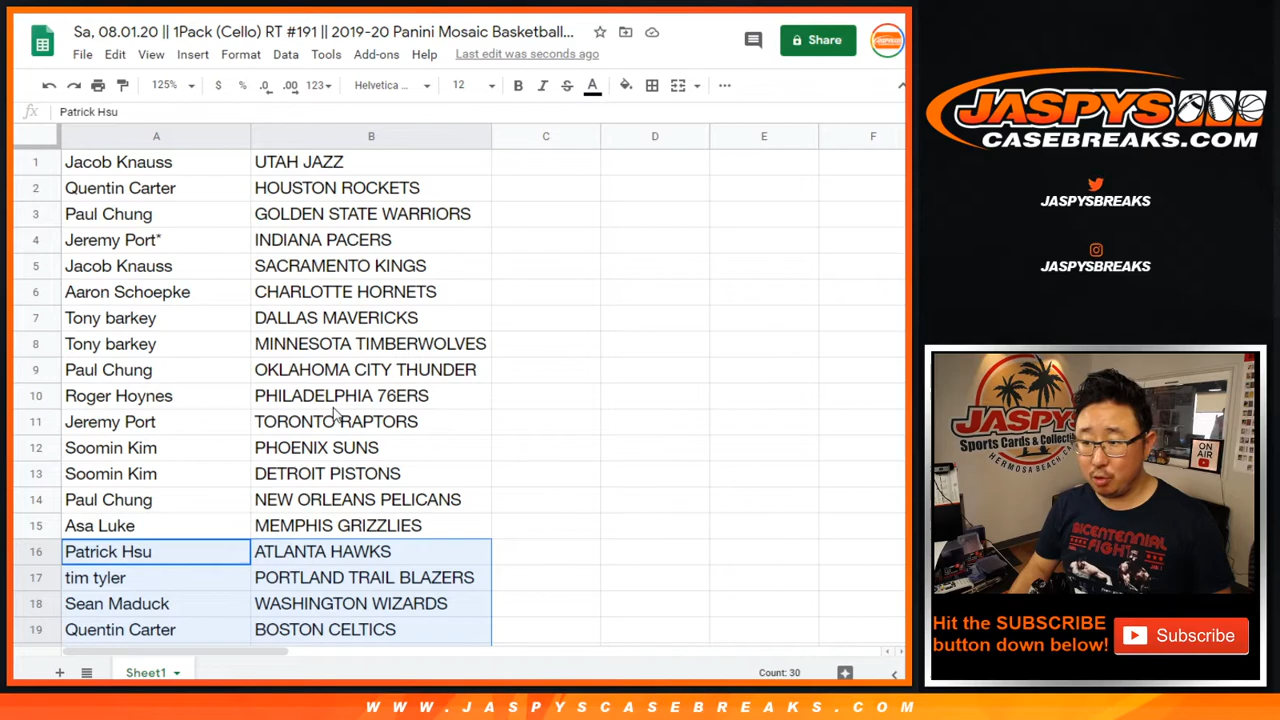 Sa, 08.01.20 || 1Pack (Cello) RT #191 || 2019-20 Panini Mosaic Basketball...
File Edit View Insert Format Data Tools Add-ons Help Last edit was seconds ago
Share
125% $ % .0 .00 123 Helvetica ... 12 B I S A ...
fx Patrick Hsu
A B C D E F
1 Jacob Knauss UTAH JAZZ
2 Quentin Carter HOUSTON ROCKETS
3 Paul Chung GOLDEN STATE WARRIORS
4 Jeremy Port* INDIANA PACERS
5 Jacob Knauss SACRAMENTO KINGS
6 Aaron Schoepke CHARLOTTE HORNETS
7 Tony barkey DALLAS MAVERICKS
8 Tony barkey MINNESOTA TIMBERWOLVES
9 Paul Chung OKLAHOMA CITY THUNDER
10 Roger Hoynes PHILADELPHIA 76ERS
11 Jeremy Port TORONTO RAPTORS
12 Soomin Kim PHOENIX SUNS
13 Soomin Kim DETROIT PISTONS
14 Paul Chung NEW ORLEANS PELICANS
15 Asa Luke MEMPHIS GRIZZLIES
16 Patrick Hsu ATLANTA HAWKS
17 tim tyler PORTLAND TRAIL BLAZERS
18 Sean Maduck WASHINGTON WIZARDS
19 Quentin Carter BOSTON CELTICS
Sheet1 Count: 30
JASPYS
CASEBREAKS.COM
JASPYSBREAKS
JASPYSBREAKS
JASPYS
Sports Cards & Collectibles
HERMOSA BEACH
ON AIR
BICENTENNIAL
FIGHT
Hit the SUBSCRIBE
button down below!
Subscribe
WWW.JASPYSCASEBREAKS.COM